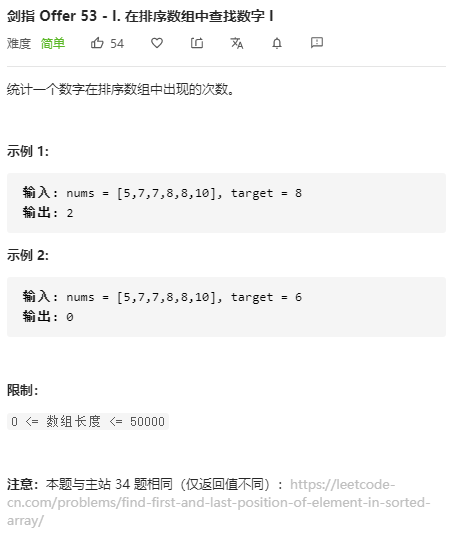 剑指 Offer 53 - I. 在排序数组中查找数字 I
难度 简单 54
统计一个数字在排序数组中出现的次数。
示例 1:
输入: nums = [5,7,7,8,8,10], target = 8
输出: 2
示例 2:
输入: nums = [5,7,7,8,8,10], target = 6
输出: 0
限制：
0 <= 数组长度 <= 50000
注意：本题与主站 34 题相同（仅返回值不同）：https://leetcode-
cn.com/problems/find-first-and-last-position-of-element-in-sorted-
array/